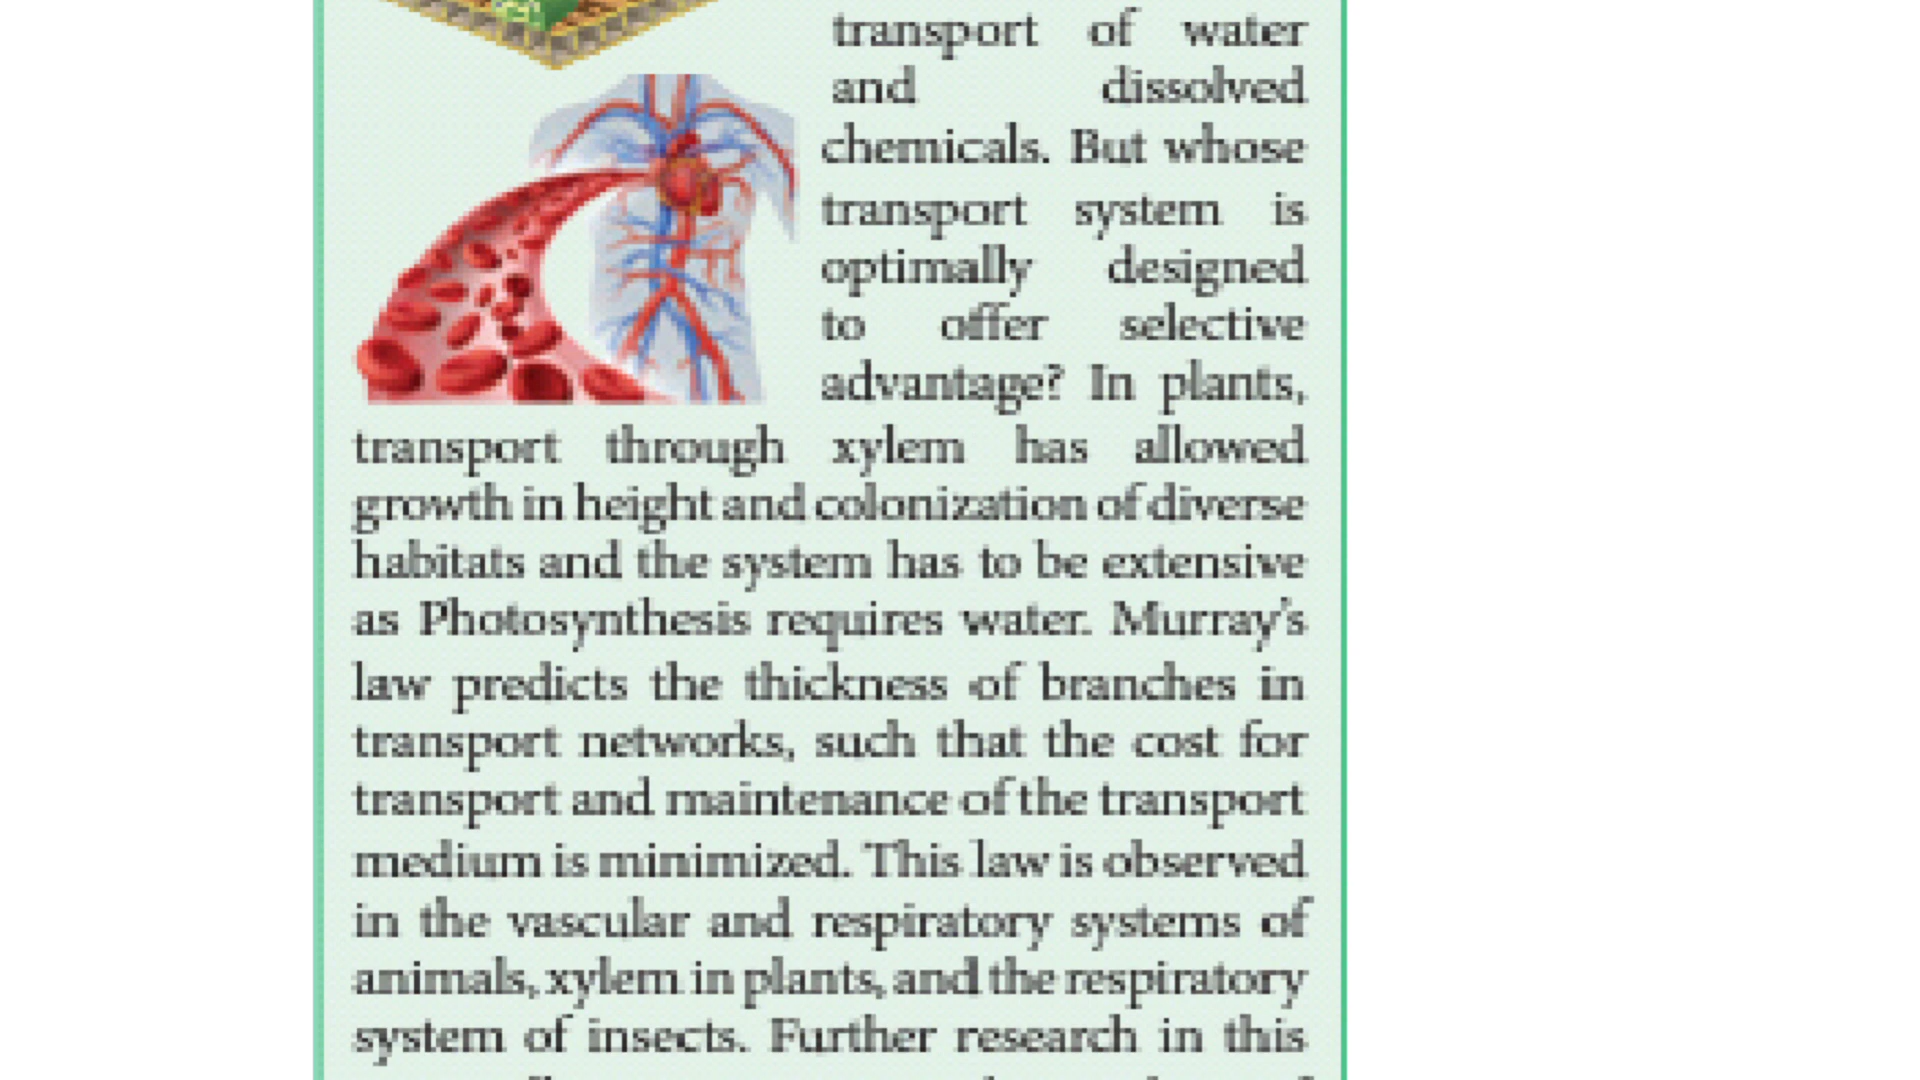 transport of water
and dissolved
chemicals. But whose
transport system is
optimally designed
to offer selective
advantage? In plants,
transport through xylem has allowed
growth in height and colonization of diverse
habitats and the system has to be extensive
as Photosynthesis requires water. Murray's
law predicts the thickness of branches in
transport networks, such that the cost for
transport and maintenance of the transport
medium is minimized. This law is observed
in the vascular and respiratory systems of
animals, xylem in plants, and the respiratory
system of insects. Further research in this